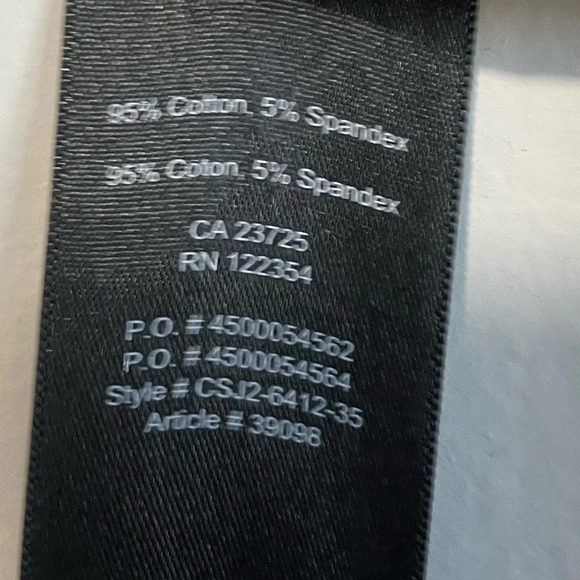 95% Cotton, 5% Spandex
95% Coton, 5% Spandex
CA 23725
RN 122354
P.O. # 4500054562
P.O. # 4500054564
Style # CSJ2-6412-35
Article # 39098